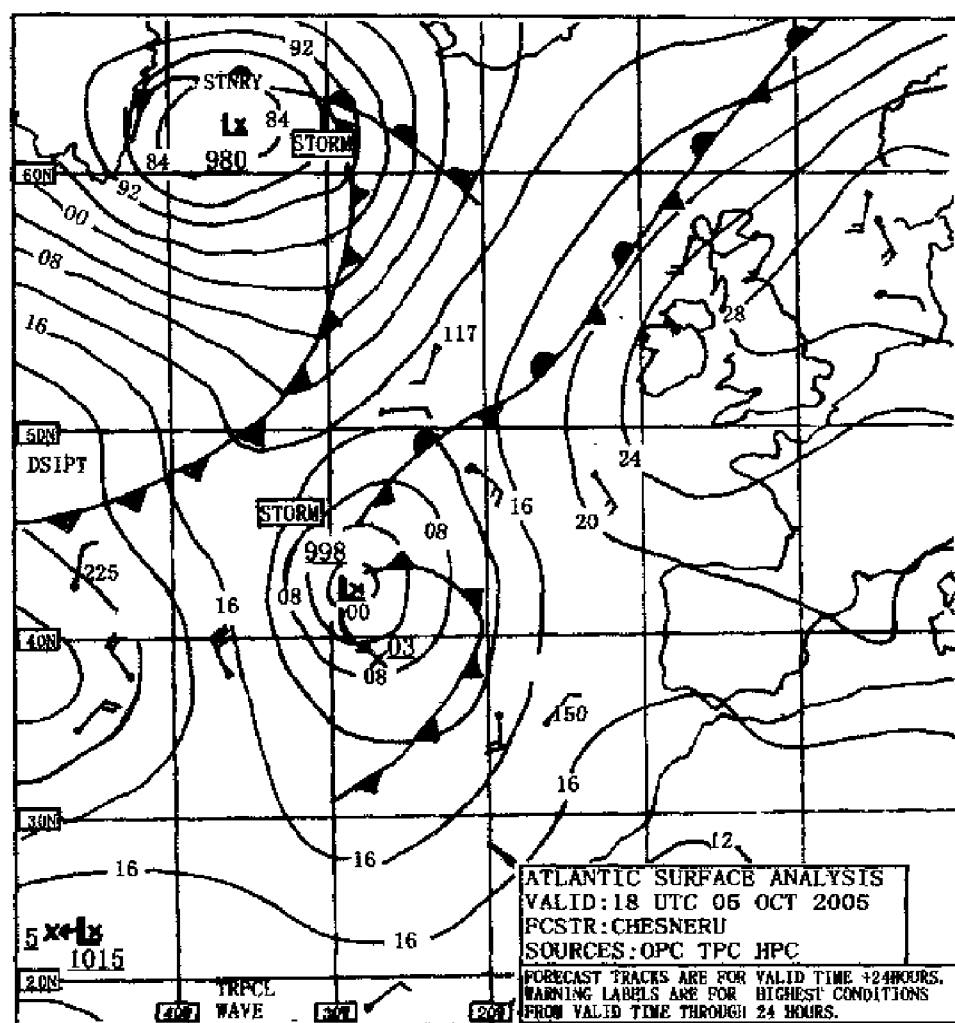 92
STNRY
84
STORM
84
980
60N
92
00
08
16
117
28
50N
DSIPT
24
16
STORM
20
08
998
225
08
16
00
40N
03
08
150
16
30N
12
16
16
16
ATLANTIC SURFACE ANALYSIS
VALID:18 UTC 05 OCT 2005
FCSTR:CHESNERU
SOURCES:OPC TPC HPC
5
1015
20N
FORECAST TRACKS ARE FOR VALID TIME +24HOURS.
WARNING LABELS ARE FOR HIGHEST CONDITIONS
FROM VALID TIME THROUGH 24 HOURS.
TRPCL
WAVE
40W
30W
20W